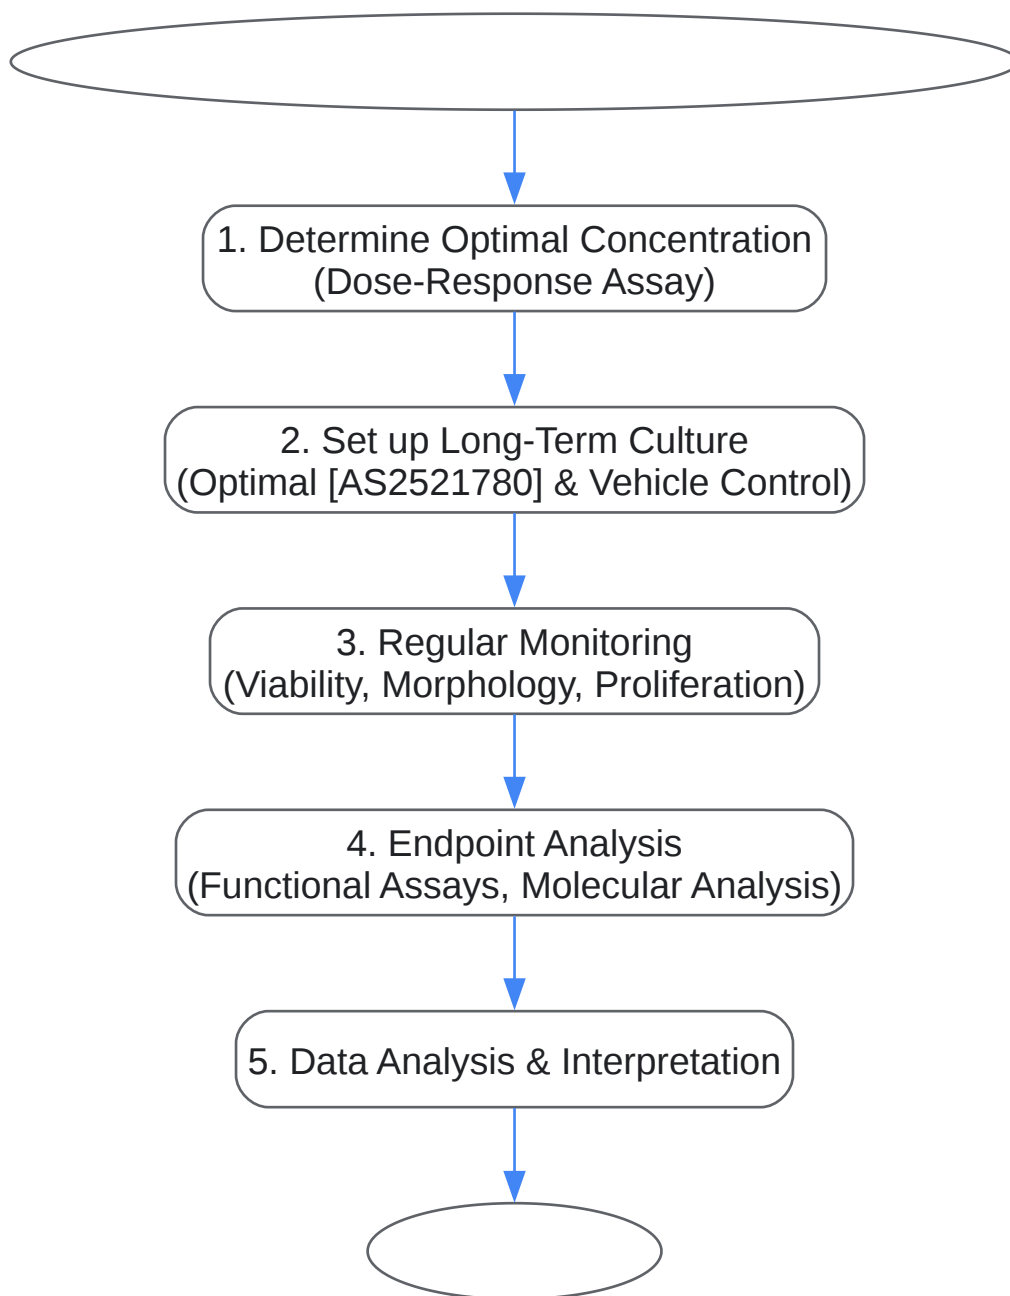 1. Determine Optimal Concentration
(Dose-Response Assay)
2. Set up Long-Term Culture
(Optimal [AS2521780] & Vehicle Control)
3. Regular Monitoring
(Viability, Morphology, Proliferation)
4. Endpoint Analysis
(Functional Assays, Molecular Analysis)
5. Data Analysis & Interpretation